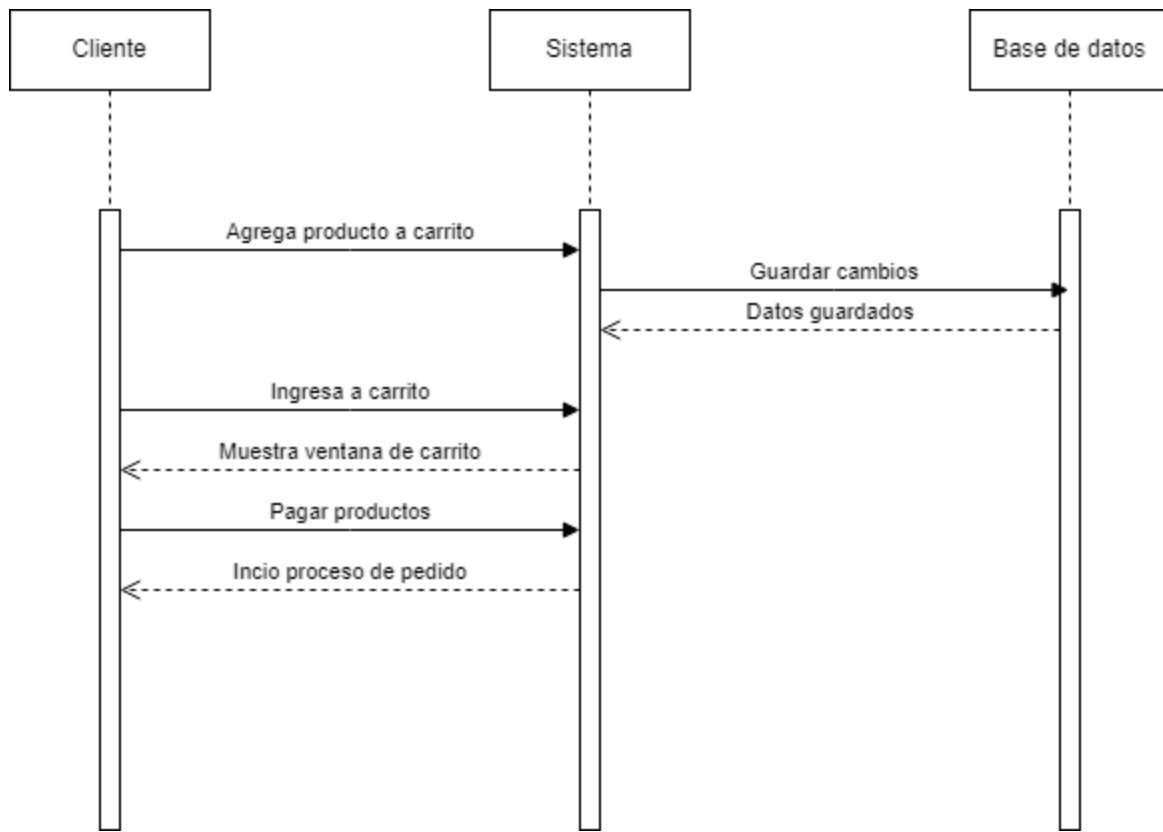 Cliente
Sistema
Base de datos
Agrega producto a carrito
Guardar cambios
Datos guardados
Ingresa a carrito
Muestra ventana de carrito
Pagar productos
Incio proceso de pedido